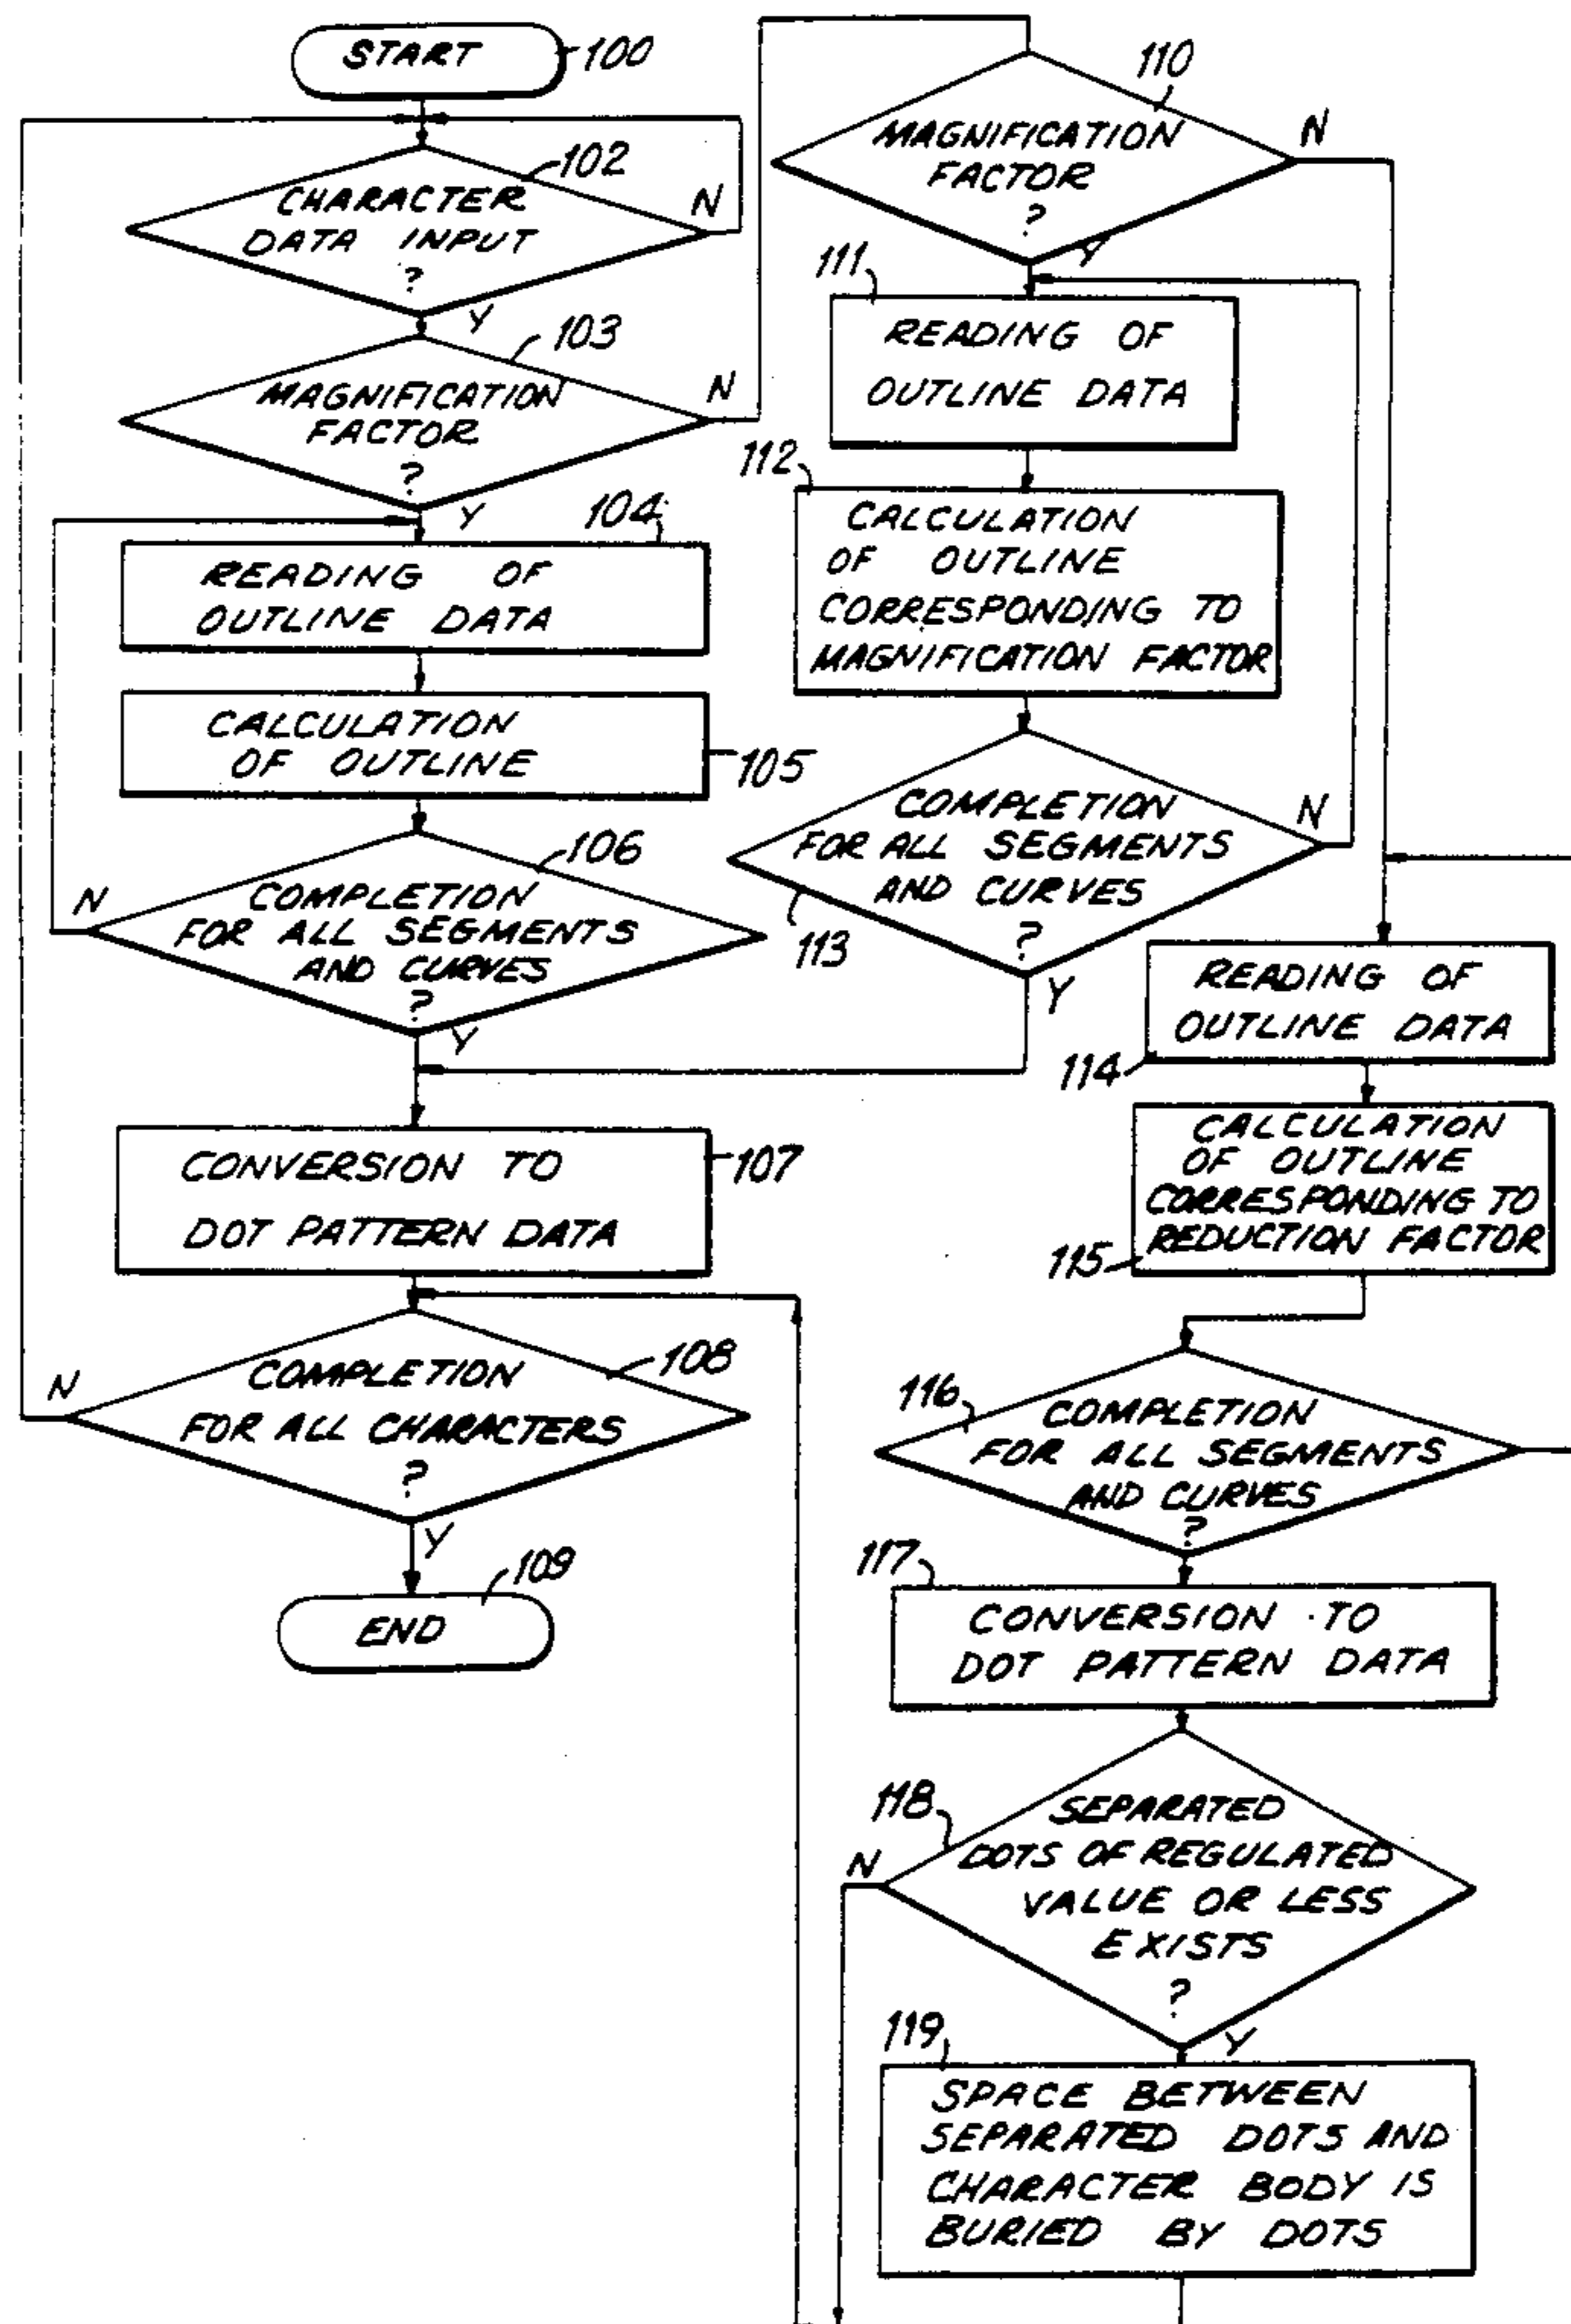 START
100
102
CHARACTER
DATA INPUT
?
N
Y
103
MAGNIFICATION
FACTOR
?
N
Y
104
READING OF
OUTLINE DATA
CALCULATION
OF OUTLINE
105
106
COMPLETION
FOR ALL SEGMENTS
AND CURVES
?
N
Y
CONVERSION TO
DOT PATTERN DATA
107
108
COMPLETION
FOR ALL CHARACTERS
?
N
Y
109
END
110
MAGNIFICATION
FACTOR
?
N
Y
111
READING OF
OUTLINE DATA
112
CALCULATION
OF OUTLINE
CORRESPONDING TO
MAGNIFICATION FACTOR
COMPLETION
FOR ALL SEGMENTS
AND CURVES
?
N
113
Y
READING OF
OUTLINE DATA
114
CALCULATION
OF OUTLINE
CORRESPONDING TO
REDUCTION FACTOR
115
116
COMPLETION
FOR ALL SEGMENTS
AND CURVES
?
117
CONVERSION TO
DOT PATTERN DATA
118
SEPARATED
DOTS OF REGULATED
VALUE OR LESS
EXISTS
?
N
Y
119
SPACE BETWEEN
SEPARATED DOTS AND
CHARACTER BODY IS
BURIED BY DOTS